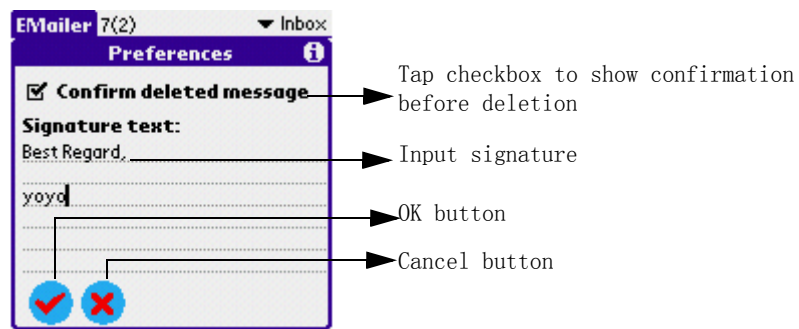 EMailer 7(2) Inbox
Preferences
Confirm deleted message
Signature text:
Best Regard,
yoyo
Tap checkbox to show confirmation
before deletion
Input signature
OK button
Cancel button